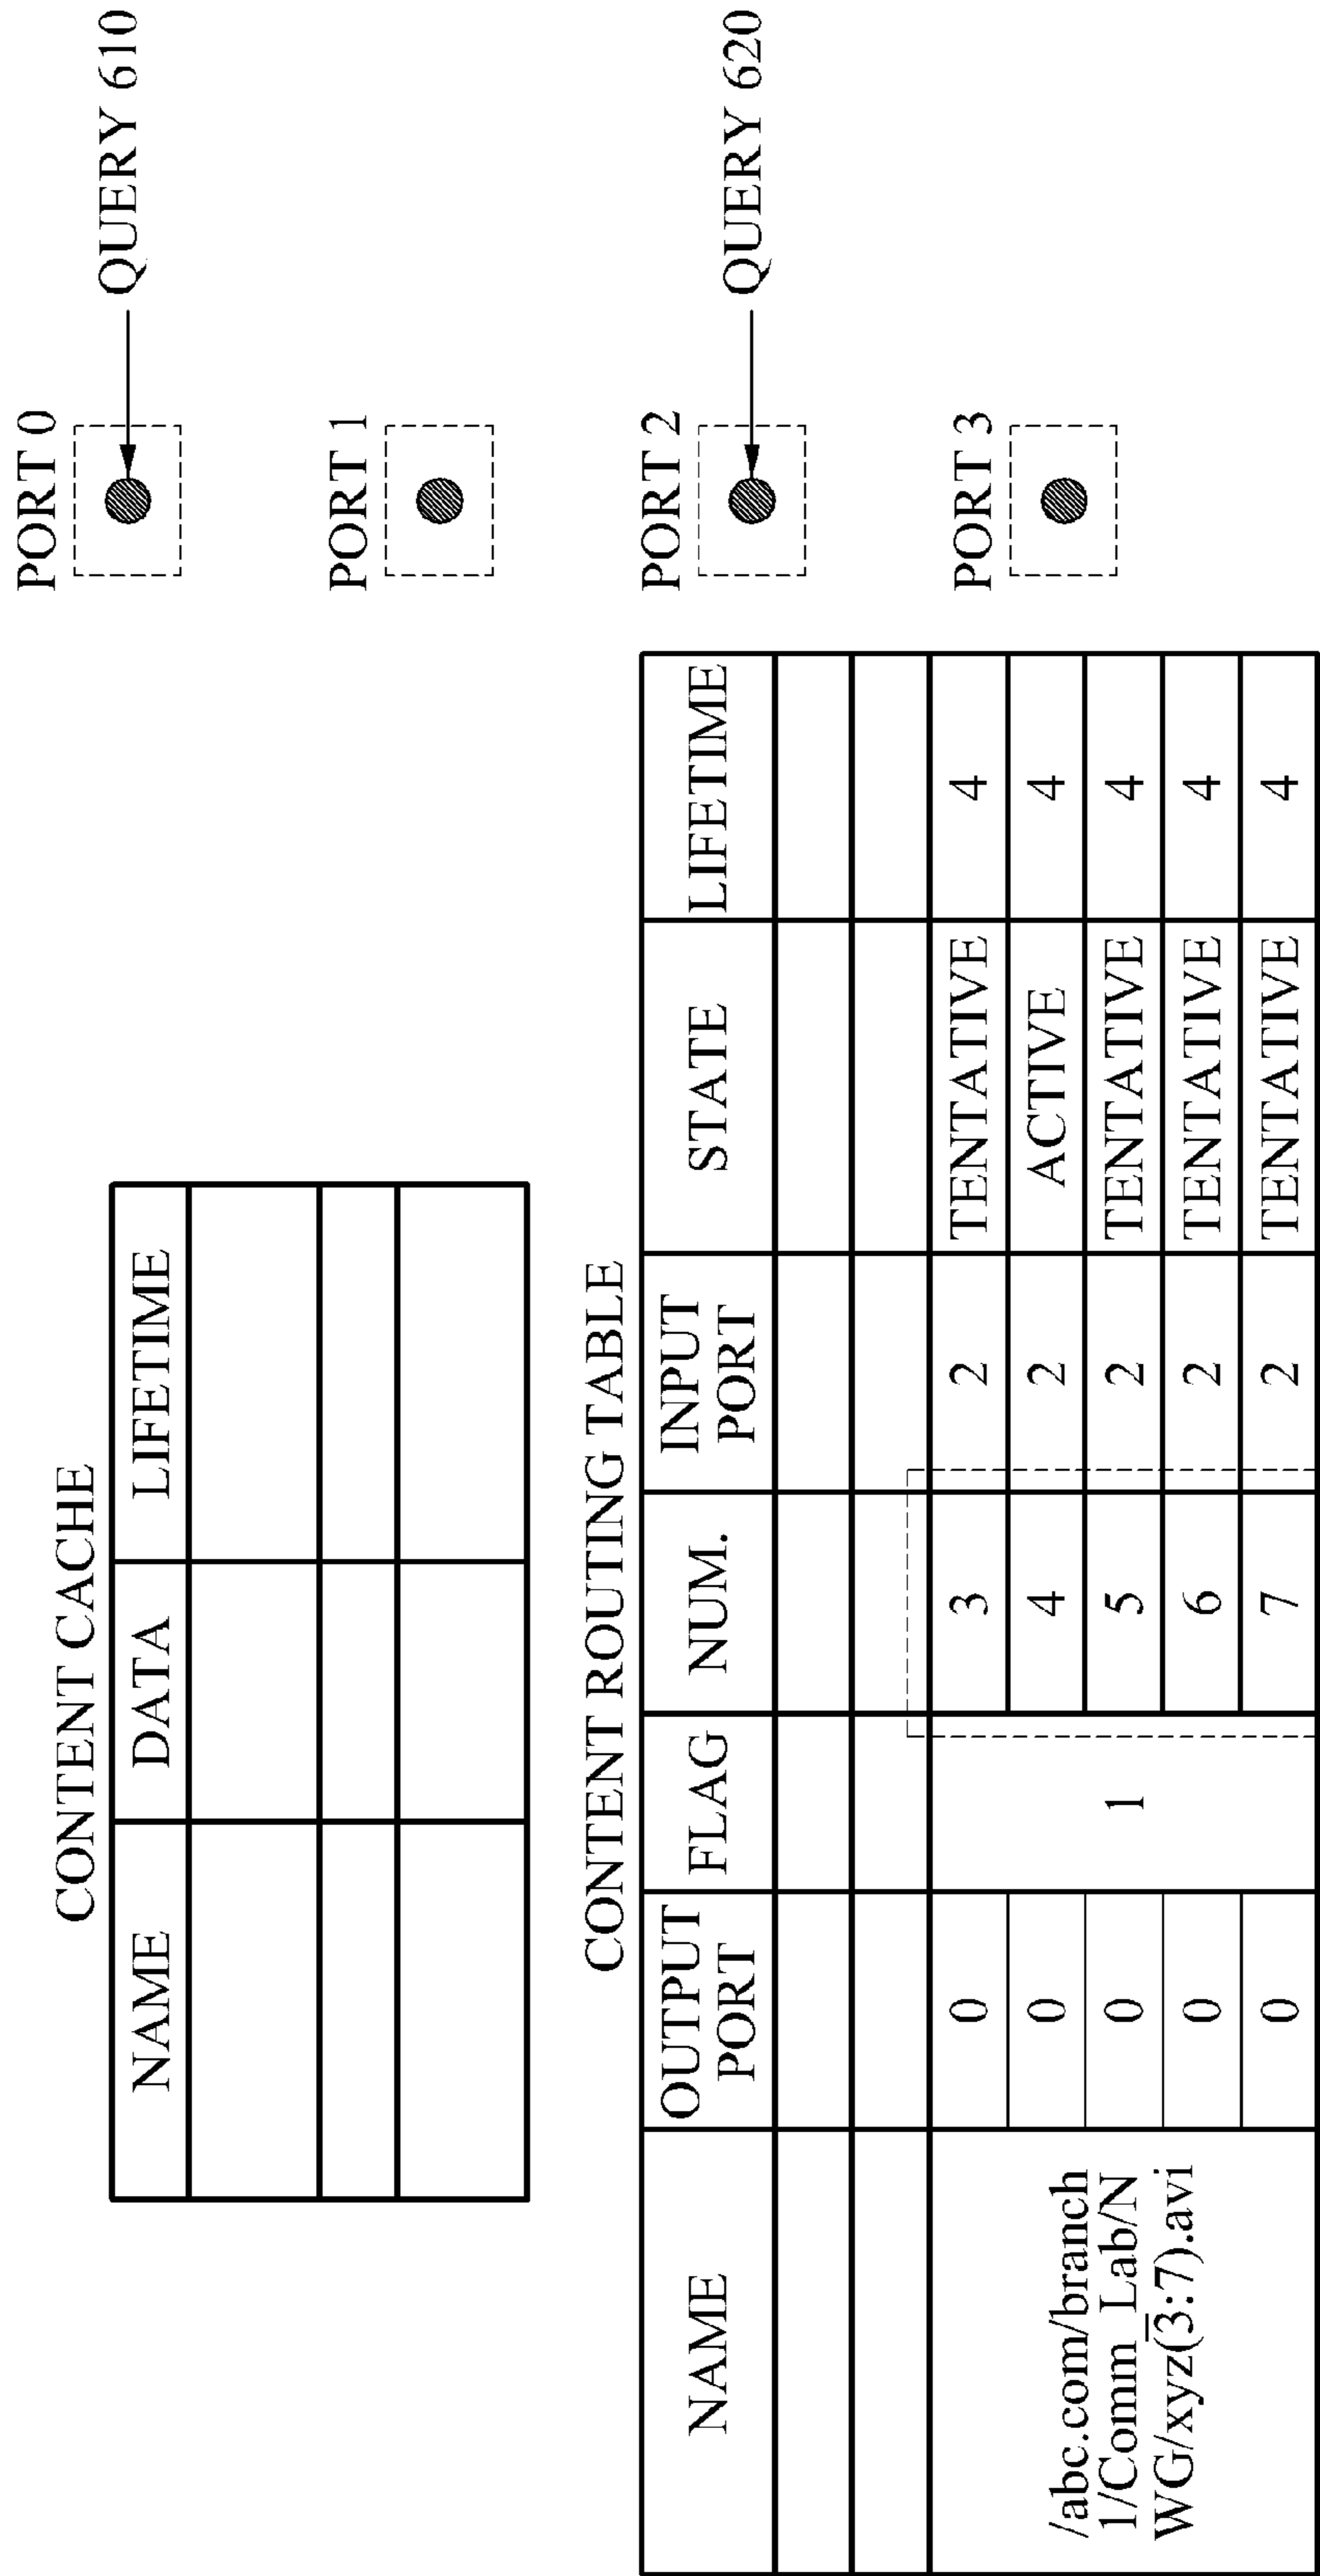 CONTENT CACHE
NAME DATA LIFETIME
CONTENT ROUTING TABLE
NAME OUTPUT PORT FLAG NUM. INPUT PORT STATE LIFETIME
/abc.com/branch
1/Comm_Lab/N
WG/xyz(3:7).avi
1
0 3 2 TENTATIVE 4
0 4 2 ACTIVE 4
0 5 2 TENTATIVE 4
0 6 2 TENTATIVE 4
0 7 2 TENTATIVE 4
PORT 0
QUERY 610
PORT 1
PORT 2
QUERY 620
PORT 3